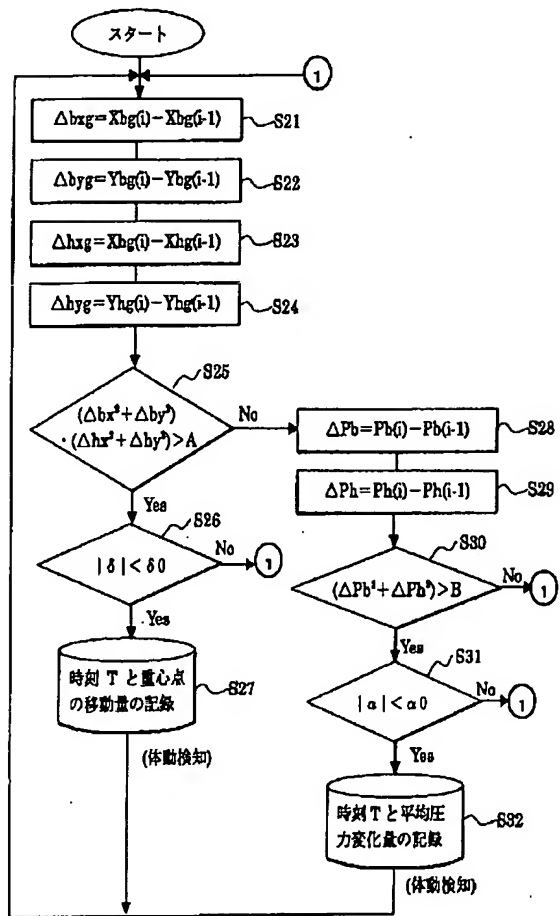 スタート
1
Δbxg=Xbg(i)−Xbg(i-1)
S21
Δbyg=Ybg(i)−Ybg(i-1)
S22
Δhxg=Xhg(i)−Xhg(i-1)
S23
Δhyg=Yhg(i)−Yhg(i-1)
S24
S25
(Δbx²+Δby²)
·(Δhx²+Δby²)>A
No
Yes
ΔPb=Pb(i)−Pb(i-1)
S28
ΔPh=Ph(i)−Ph(i-1)
S29
S26
|δ|<δ0
No
1
Yes
S30
(ΔPb²+ΔPh²)>B
No
1
Yes
時刻 T と重心点
の移動量の記録
S27
(体動検知)
S31
|α|<α0
No
1
Yes
時刻 T と平均圧
力変化量の記録
S32
(体動検知)